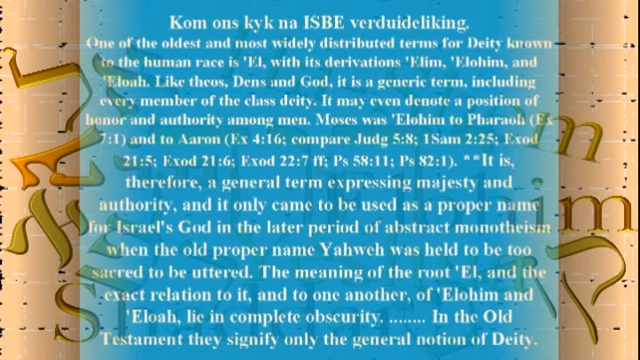 Kom ons kyk na ISBE verduideliking.
One of the oldest and most widely distributed terms for Deity known
to the human race is 'El, with its derivations 'Elim, 'Elohim, and
'Eloah. Like theos, Dens and God, it is a generic term, including
every member of the class deity. It may even denote a position of
honor and authority among men. Moses was 'Elohim to Pharaoh (Ex
7:1) and to Aaron (Ex 4:16; compare Judg 5:8; 1Sam 2:25; Exod
21:5; Exod 21:6; Exod 22:7 ff; Ps 58:11; Ps 82:1). **It is,
therefore, a general term expressing majesty and
authority, and it only came to be used as a proper name
for Israel's God in the later period of abstract monotheism
when the old proper name Yahweh was held to be too
sacred to be uttered. The meaning of the root 'El, and the
exact relation to it, and to one another, of 'Elohim and
'Eloah, lie in complete obscurity. ........ In the Old
Testament they signify only the general notion of Deity.